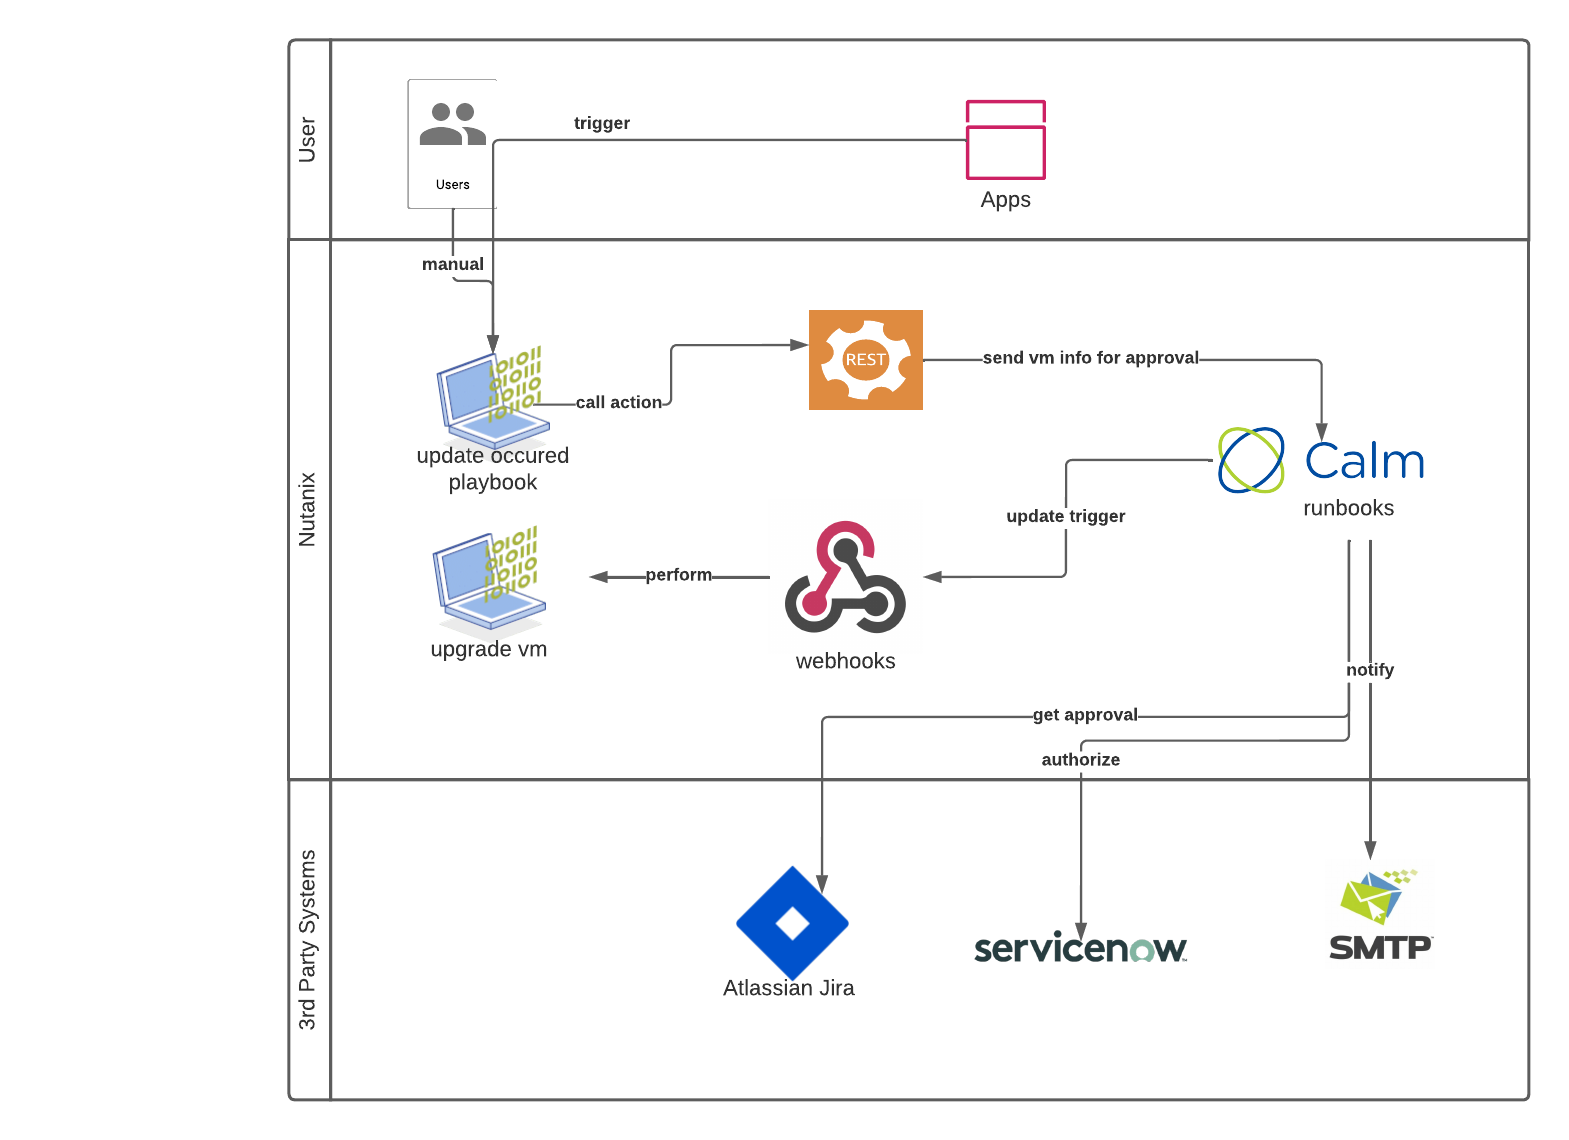 User
Users
trigger
Apps
Nutanix
manual
REST
send vm info for approval
call action
update occured
playbook
Calm
runbooks
update trigger
perform
upgrade vm
webhooks
notify
get approval
authorize
3rd Party Systems
Atlassian Jira
servicenow
SMTP